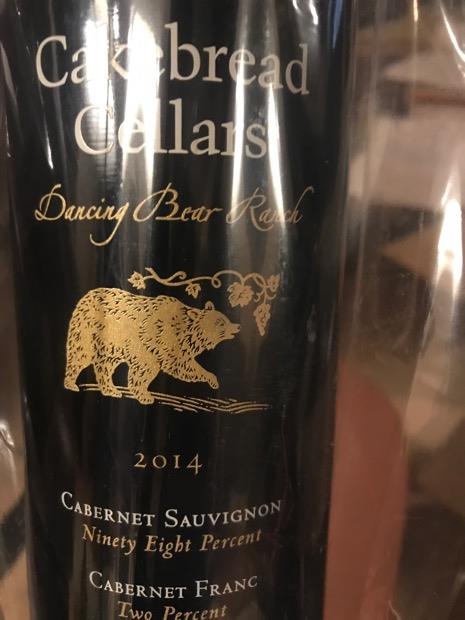 Cakebread
Cellars
Dancing Bear Ranch
2014
CABERNET SAUVIGNON
Ninety Eight Percent
CABERNET FRANC
Two Percent